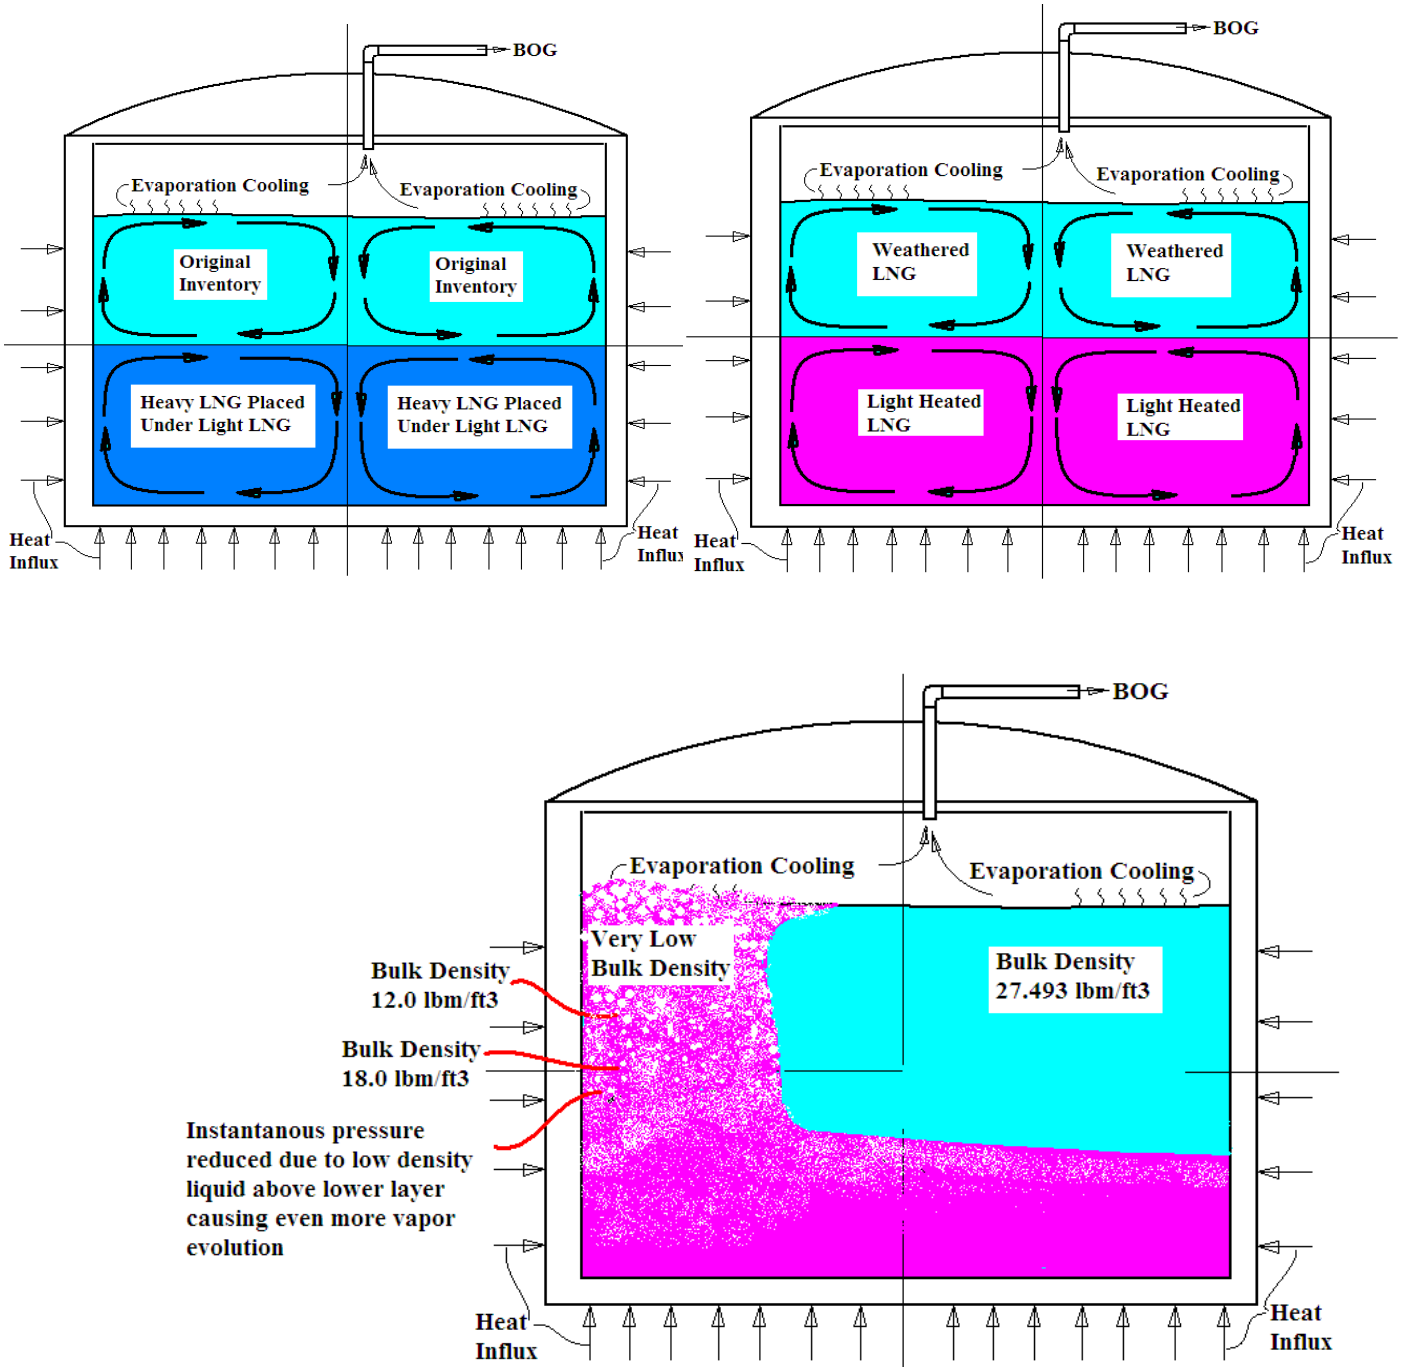 BOG
Evaporation Cooling
Evaporation Cooling
Original
Inventory
Original
Inventory
Heavy LNG Placed
Under Light LNG
Heavy LNG Placed
Under Light LNG
Heat
Influx
Heat
Influx
BOG
Evaporation Cooling
Evaporation Cooling
Weathered
LNG
Weathered
LNG
Light Heated
LNG
Light Heated
LNG
Heat
Influx
Heat
Influx
BOG
Evaporation Cooling
Evaporation Cooling
Very Low
Bulk Density
Bulk Density
27.493 lbm/ft3
Bulk Density
12.0 lbm/ft3
Bulk Density
18.0 lbm/ft3
Instantanous pressure
reduced due to low density
liquid above lower layer
causing even more vapor
evolution
Heat
Influx
Heat
Influx